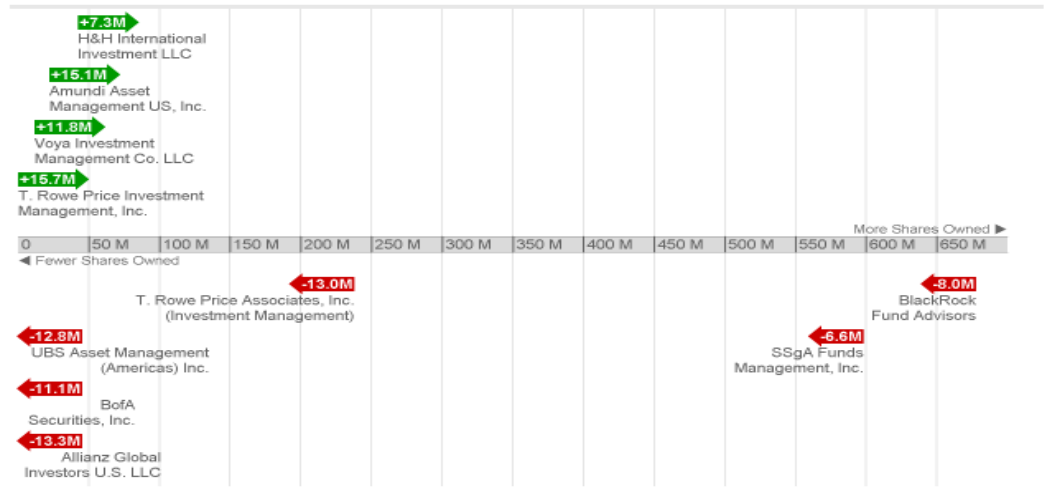 +7.3M
H&H International
Investment LLC
+15.1M
Amundi Asset
Management US, Inc.
+11.8M
Voya Investment
Management Co. LLC
+15.7M
T. Rowe Price Investment
Management, Inc.
More Shares Owned ▶
0 50 M 100 M 150 M 200 M 250 M 300 M 350 M 400 M 450 M 500 M 550 M 600 M 650 M
◀ Fewer Shares Owned
-13.0M
T. Rowe Price Associates, Inc.
(Investment Management)
-8.0M
BlackRock
Fund Advisors
-12.8M
UBS Asset Management
(Americas) Inc.
-6.6M
SSgA Funds
Management, Inc.
-11.1M
BofA
Securities, Inc.
-13.3M
Allianz Global
Investors U.S. LLC